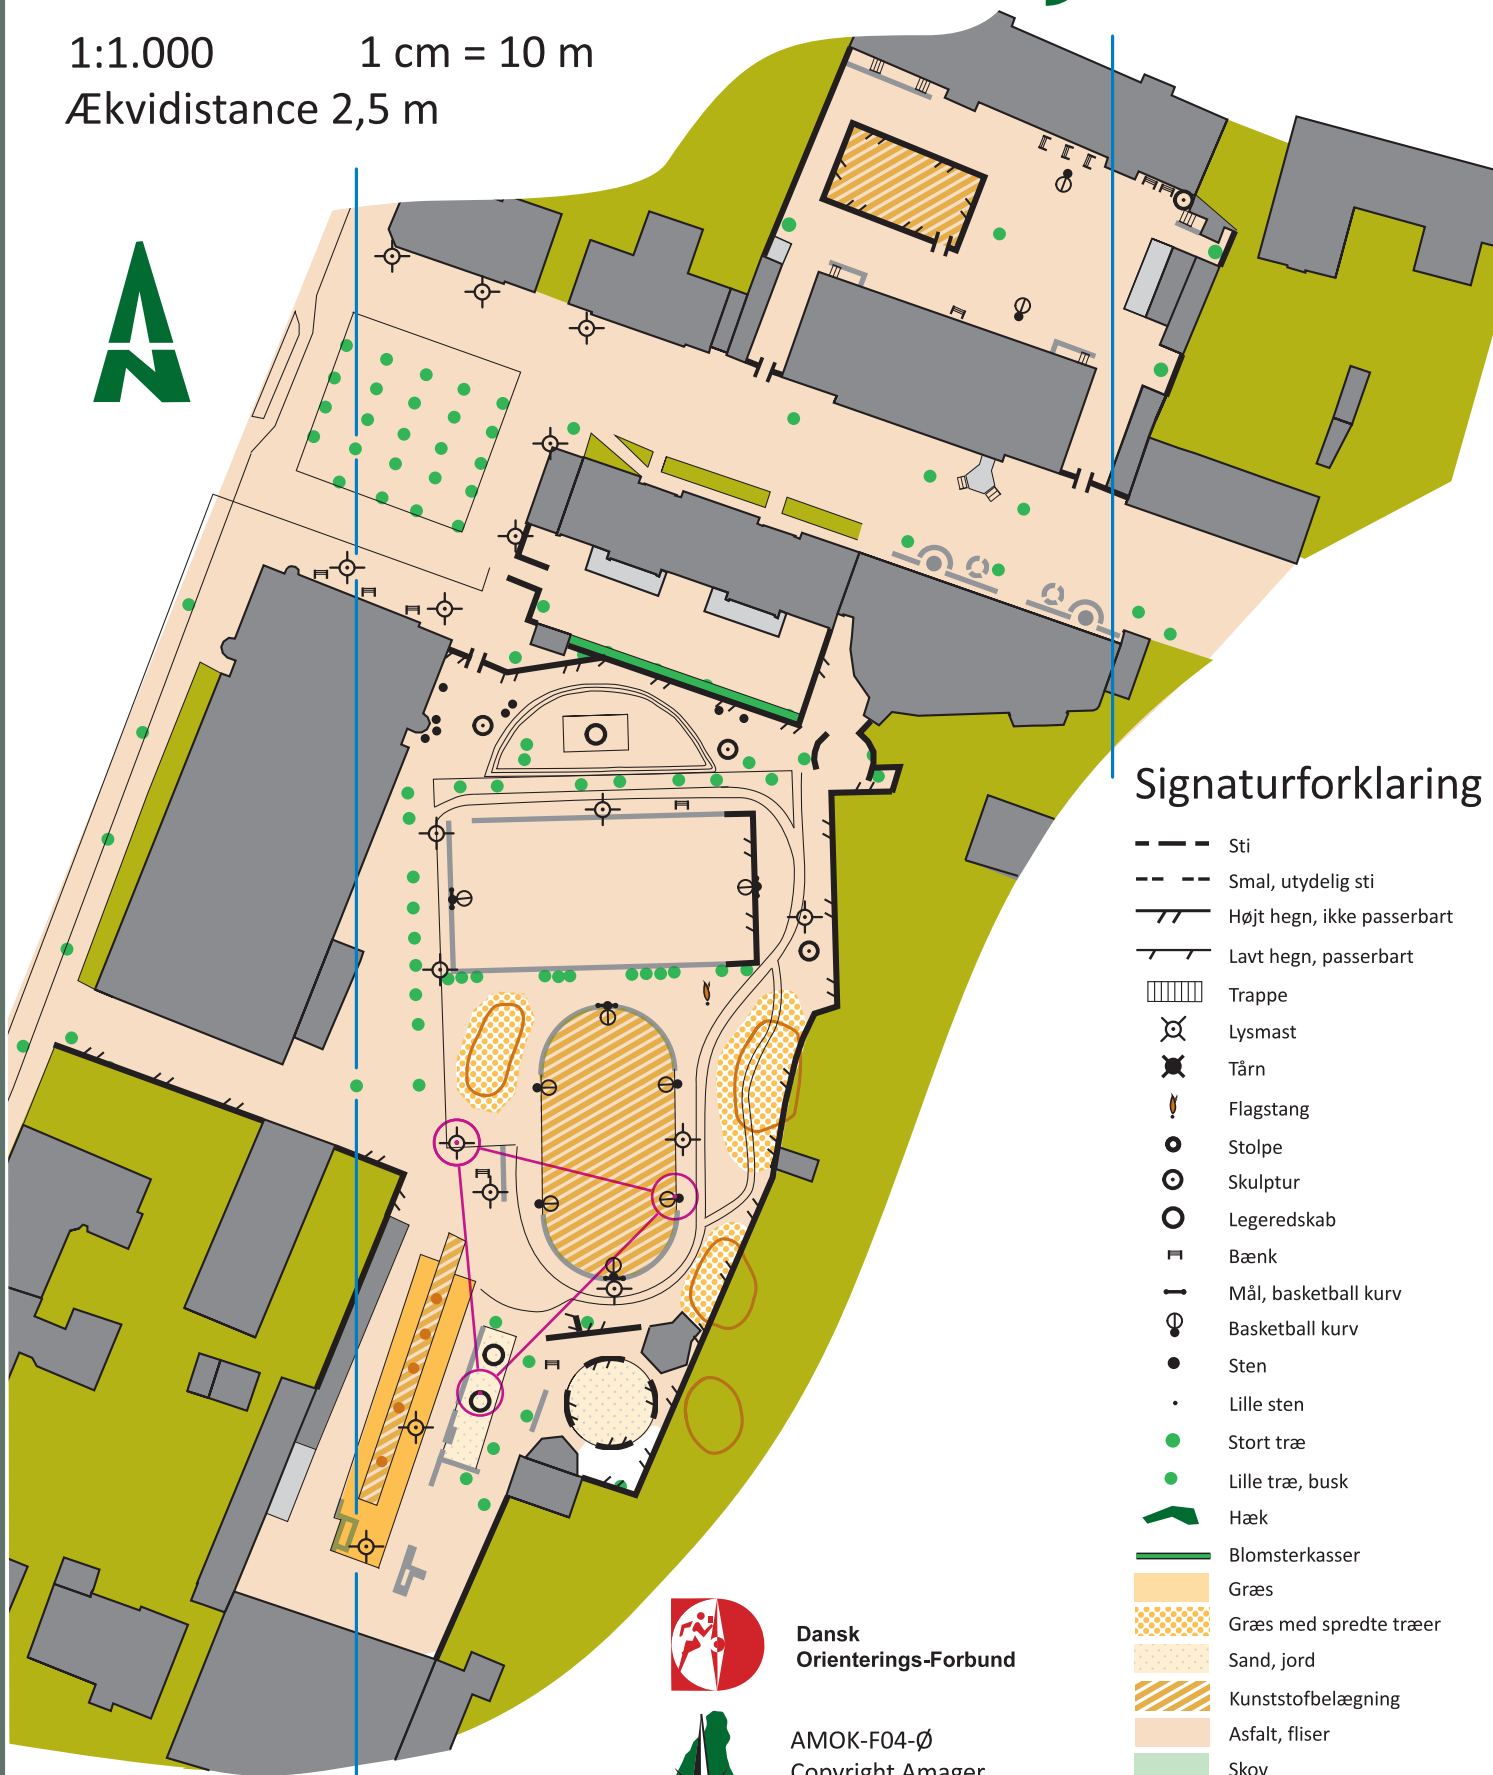 1:1.000 1 cm = 10 m
Ækvidistance 2,5 m
N
Signaturforklaring
Sti
Smal, utydelig sti
Højt hegn, ikke passerbart
Lavt hegn, passerbart
Trappe
Lysmast
Tårn
Flagstang
Stolpe
Skulptur
Legeredskab
Bænk
Mål, basketball kurv
Basketball kurv
Sten
Lille sten
Stort træ
Lille træ, busk
Hæk
Blomsterkasser
Græs
Græs med spredte træer
Sand, jord
Kunststofbelægning
Asfalt, fliser
Skov
Dansk
Orienterings-Forbund
AMOK-F04-Ø
Copyright Amager